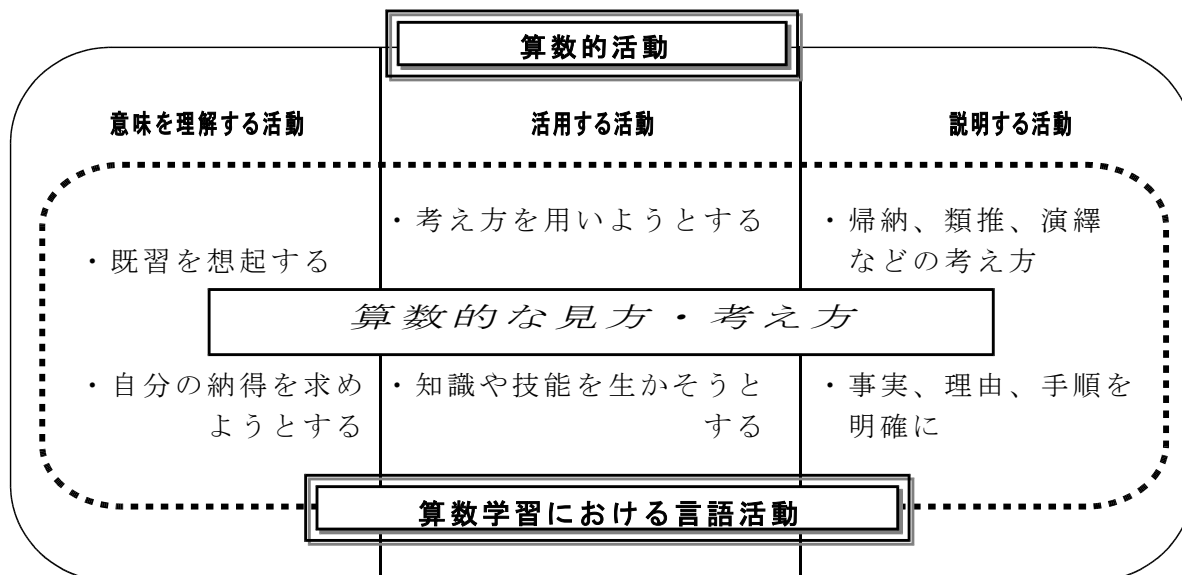 算数的活動
意味を理解する活動
活用する活動
説明する活動
・既習を想起する
・考え方を用いようとする
・帰納、類推、演繹
などの考え方
算数的な見方・考え方
・自分の納得を求め
ようとする
・知識や技能を生かそうと
する
・事実、理由、手順を
明確に
算数学習における言語活動